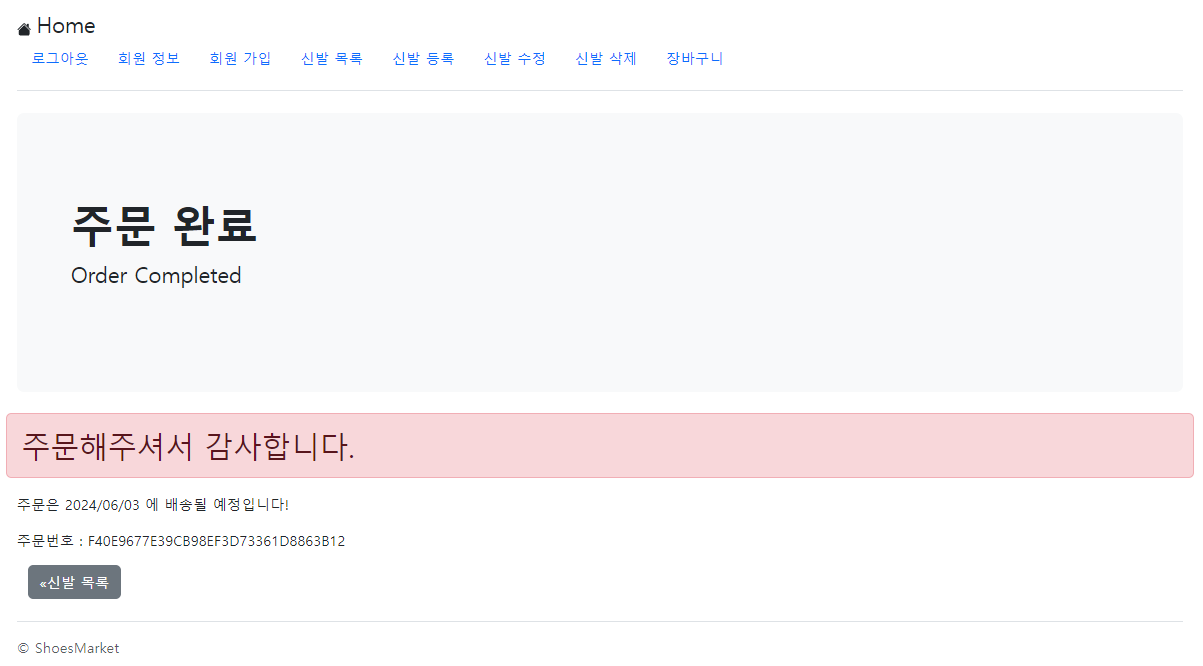 Home
로그아웃 회원 정보 회원 가입 신발 목록 신발 등록 신발 수정 신발 삭제 장바구니
주문 완료
Order Completed
주문해주셔서 감사합니다.
주문은 2024/06/03 에 배송될 예정입니다!
주문번호 : F40E9677E39CB98EF3D73361D8863B12
«신발 목록
© ShoesMarket